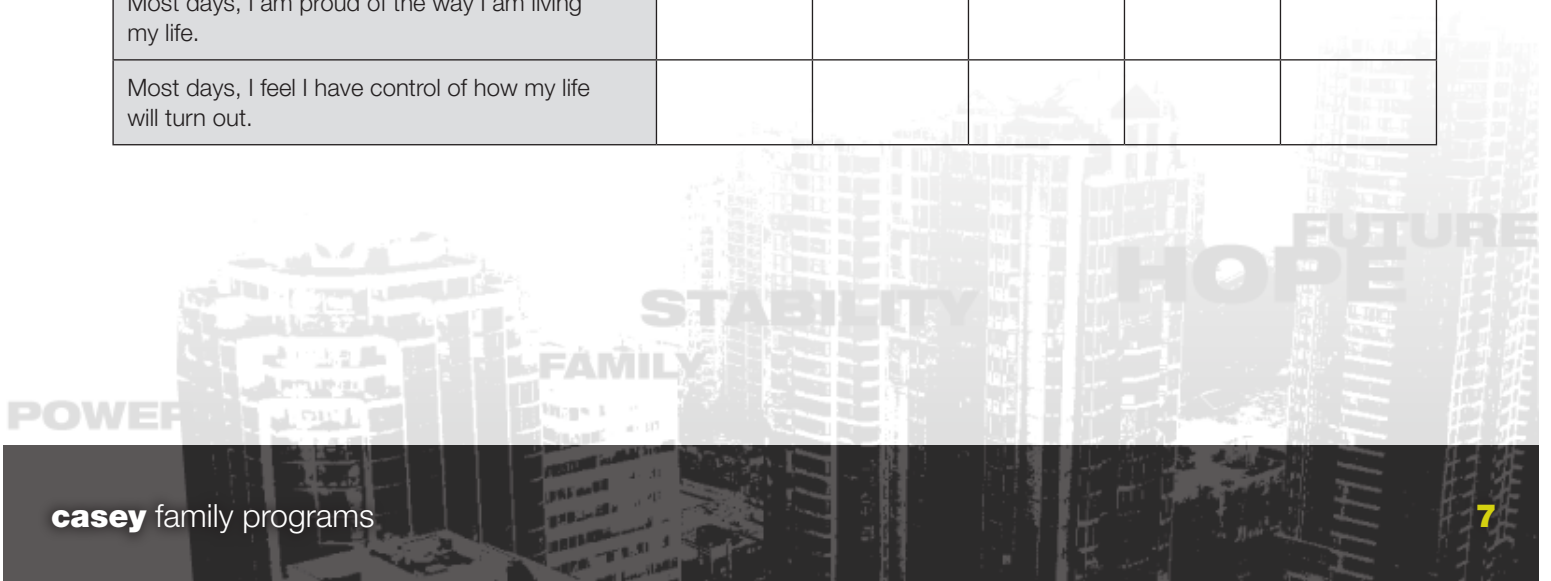 Most days, I am proud of the way I am living
my life.
Most days, I feel I have control of how my life
will turn out.
FUTURE
HOPE
STABILITY
FAMILY
POWER
casey family programs
7